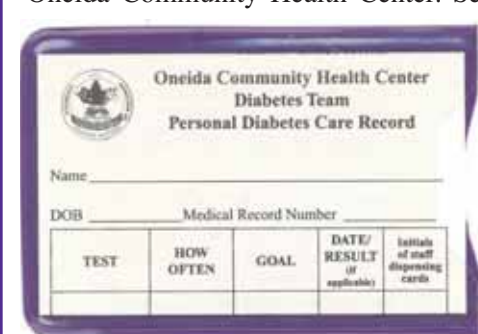 Oneida Community Health Center. Se
Oneida Community Health Center
Diabetes Team
Personal Diabetes Care Record
Name
DOB Medical Record Number
TEST HOW OFTEN GOAL DATE/ RESULT (if applicable) Initials of staff dispensing cards